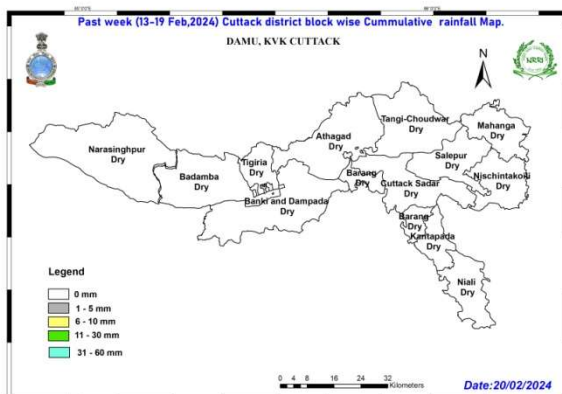 Past week (13-19 Feb,2024) Cuttack district block wise Cummulative rainfall Map.
DAMU, KVK CUTTACK
N
NRRI
Tangi-Choudwar
Dry
Mahanga
Dry
Athagad
Dry
Narasinghpur
Dry
Tigiria
Dry
Salepur
Dry
Badamba
Dry
Barang
Dry
Cuttack Sadar
Dry
Nischintakoili
Dry
Banki and Dampada
Dry
Barang
Dry
Kantapada
Dry
Niali
Dry
Legend
0 mm
1 - 5 mm
6 - 10 mm
11 - 30 mm
31 - 60 mm
0 4 8 16 24 32
Kilometers
Date:20/02/2024